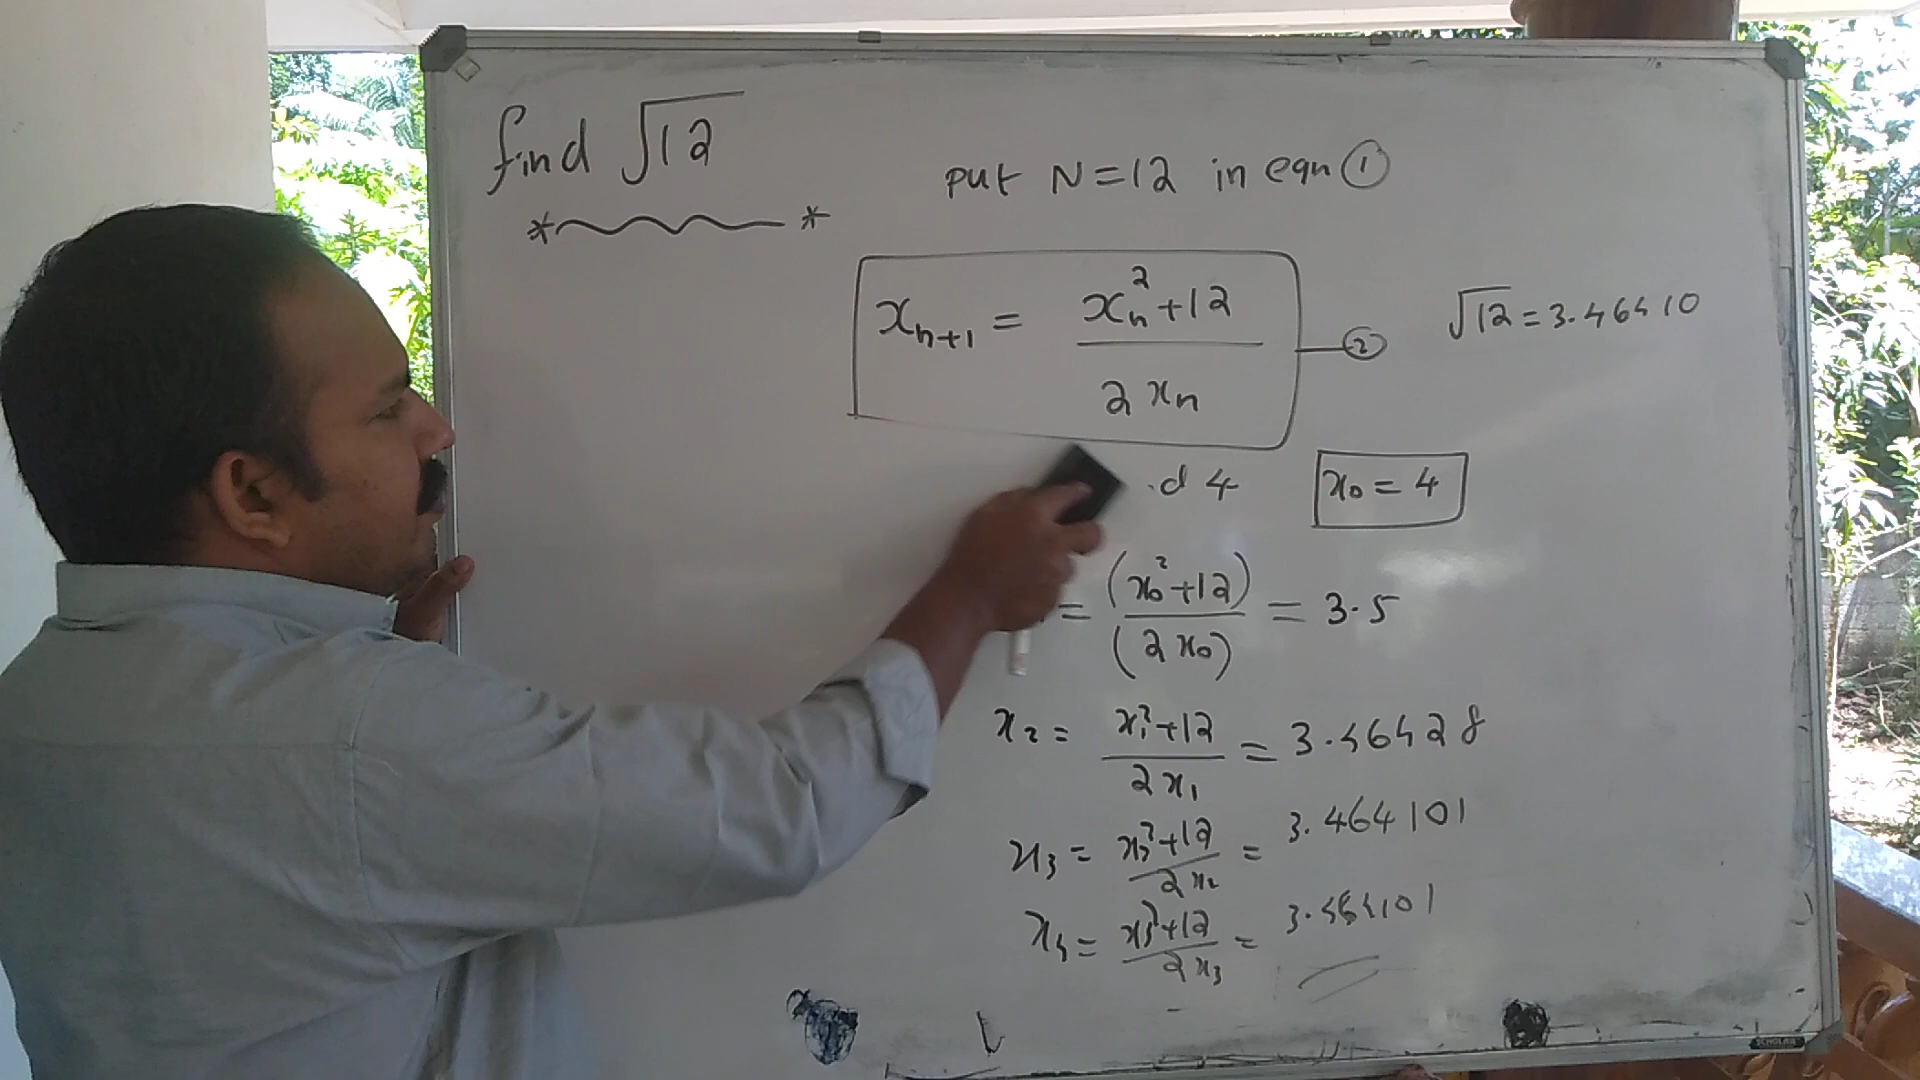 find √12
put N=12 in eqn ①
xₙ₊₁ = (xₙ²+12)/(2xₙ) —②
√12 = 3.46410
d 4
x₀ = 4
= (x₀²+12)/(2x₀) = 3.5
x₂ = (x₁²+12)/(2x₁) = 3.46428
x₃ = (x₂²+12)/(2x₂) = 3.464101
x₄ = (x₃²+12)/(2x₃) = 3.464101
SCHOLAR